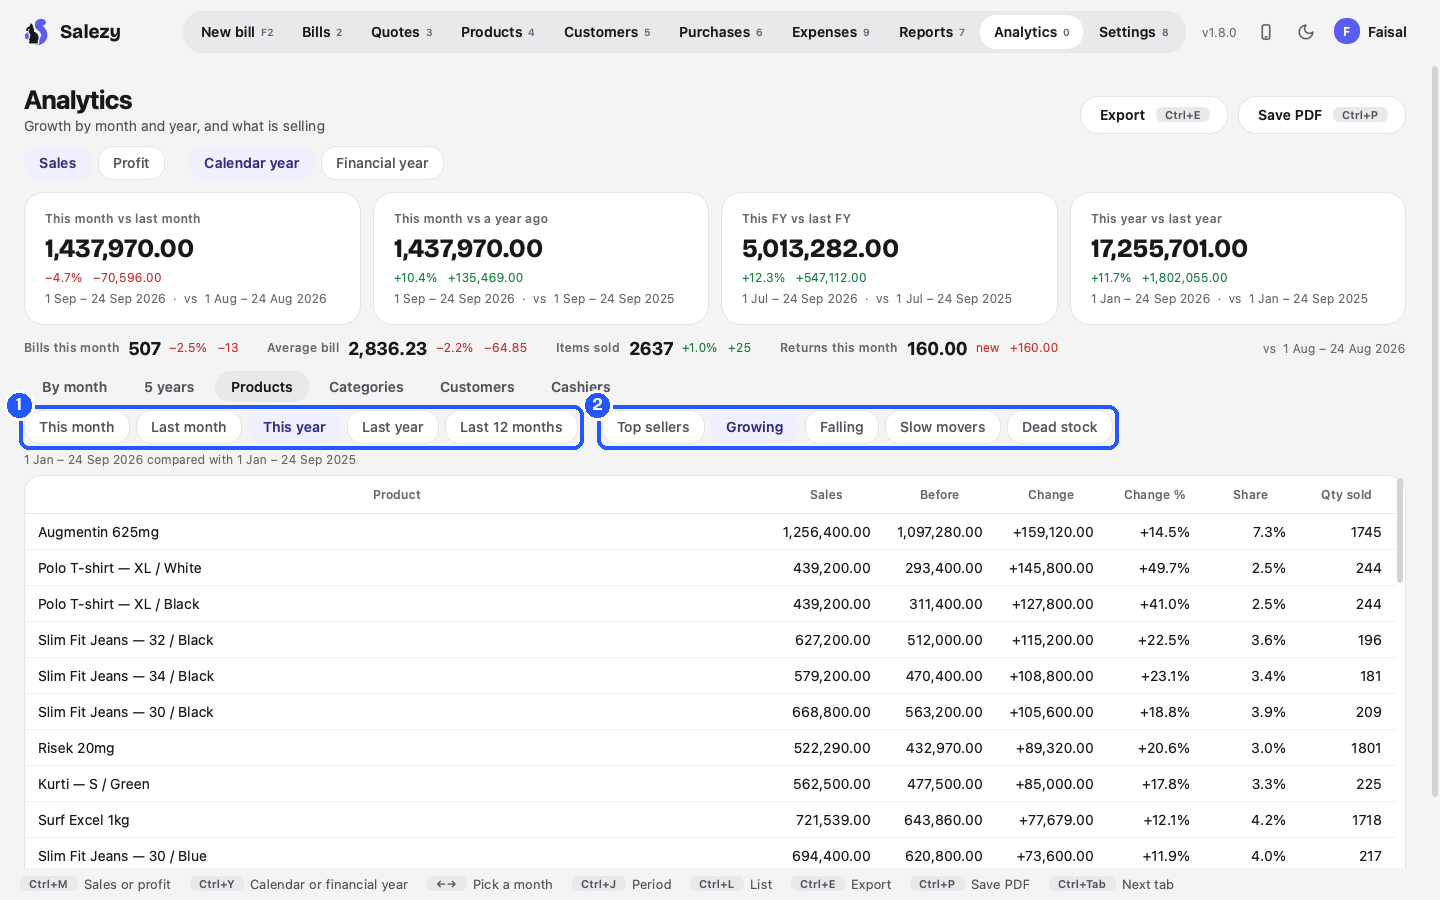 Salezy New bill F2 Bills 2 Quotes 3 Products 4 Customers 5 Purchases 6 Expenses 9 Reports 7 Analytics 0 Settings 8 v1.8.0 F Faisal
Analytics
Growth by month and year, and what is selling
Export Ctrl+E Save PDF Ctrl+P
Sales Profit Calendar year Financial year
This month vs last month
1,437,970.00
−4.7% −70,596.00
1 Sep – 24 Sep 2026 · vs 1 Aug – 24 Aug 2026
This month vs a year ago
1,437,970.00
+10.4% +135,469.00
1 Sep – 24 Sep 2026 · vs 1 Sep – 24 Sep 2025
This FY vs last FY
5,013,282.00
+12.3% +547,112.00
1 Jul – 24 Sep 2026 · vs 1 Jul – 24 Sep 2025
This year vs last year
17,255,701.00
+11.7% +1,802,055.00
1 Jan – 24 Sep 2026 · vs 1 Jan – 24 Sep 2025
Bills this month 507 −2.5% −13 Average bill 2,836.23 −2.2% −64.85 Items sold 2637 +1.0% +25 Returns this month 160.00 new +160.00 vs 1 Aug – 24 Aug 2026
By month 5 years Products Categories Customers Cashiers
1 This month Last month This year Last year Last 12 months
2 Top sellers Growing Falling Slow movers Dead stock
1 Jan – 24 Sep 2026 compared with 1 Jan – 24 Sep 2025
Product Sales Before Change Change % Share Qty sold
Augmentin 625mg 1,256,400.00 1,097,280.00 +159,120.00 +14.5% 7.3% 1745
Polo T-shirt — XL / White 439,200.00 293,400.00 +145,800.00 +49.7% 2.5% 244
Polo T-shirt — XL / Black 439,200.00 311,400.00 +127,800.00 +41.0% 2.5% 244
Slim Fit Jeans — 32 / Black 627,200.00 512,000.00 +115,200.00 +22.5% 3.6% 196
Slim Fit Jeans — 34 / Black 579,200.00 470,400.00 +108,800.00 +23.1% 3.4% 181
Slim Fit Jeans — 30 / Black 668,800.00 563,200.00 +105,600.00 +18.8% 3.9% 209
Risek 20mg 522,290.00 432,970.00 +89,320.00 +20.6% 3.0% 1801
Kurti — S / Green 562,500.00 477,500.00 +85,000.00 +17.8% 3.3% 225
Surf Excel 1kg 721,539.00 643,860.00 +77,679.00 +12.1% 4.2% 1718
Slim Fit Jeans — 30 / Blue 694,400.00 620,800.00 +73,600.00 +11.9% 4.0% 217
Ctrl+M Sales or profit Ctrl+Y Calendar or financial year ←→ Pick a month Ctrl+J Period Ctrl+L List Ctrl+E Export Ctrl+P Save PDF Ctrl+Tab Next tab